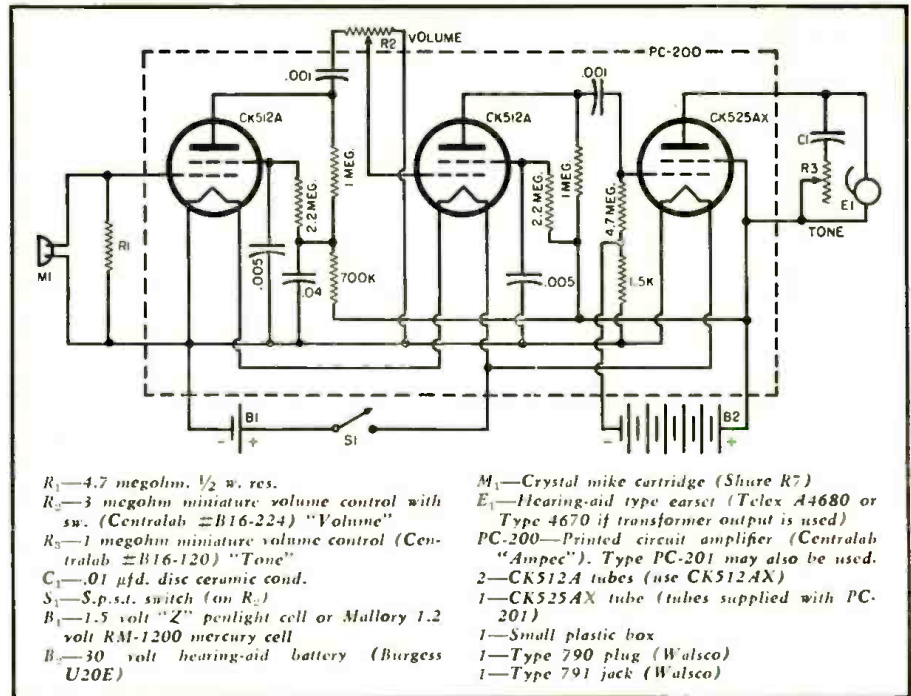 VOLUME
R2
PC-200
.001
.001
CK512A
CK512A
CK525AX
C1
R3
E1
TONE
1 MEG.
2.2 MEG.
1 MEG.
2.2 MEG.
4.7 MEG.
M1
R1
.005
.04
700K
.005
1.5K
B1
- +
S1
B2
- +
R1—4.7 megohm. ½ w. res.
R2—3 megohm miniature volume control with
sw. (Centralab #B16-224) "Volume"
R3—1 megohm miniature volume control (Cen-
tralab #B16-120) "Tone"
C1—.01 μfd. disc ceramic cond.
S1—S.p.s.t. switch (on R2)
B1—1.5 volt "Z" penlight cell or Mallory 1.2
volt RM-1200 mercury cell
B2—30 volt hearing-aid battery (Burgess
U20E)
M1—Crystal mike cartridge (Shure R7)
E1—Hearing-aid type earset (Telex A4680 or
Type 4670 if transformer output is used)
PC-200—Printed circuit amplifier (Centralab
"Ampec"). Type PC-201 may also be used.
2—CK512A tubes (use CK512AX)
1—CK525AX tube (tubes supplied with PC-
201)
1—Small plastic box
1—Type 790 plug (Walsco)
1—Type 791 jack (Walsco)